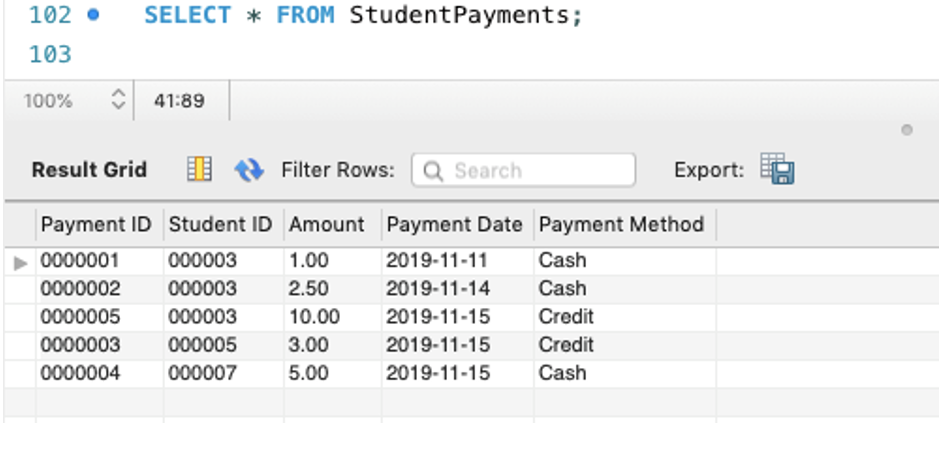 102 SELECT * FROM StudentPayments;
103
100% 41:89
Result Grid Filter Rows: Search Export:
Payment ID Student ID Amount Payment Date Payment Method
0000001 000003 1.00 2019-11-11 Cash
0000002 000003 2.50 2019-11-14 Cash
0000005 000003 10.00 2019-11-15 Credit
0000003 000005 3.00 2019-11-15 Credit
0000004 000007 5.00 2019-11-15 Cash